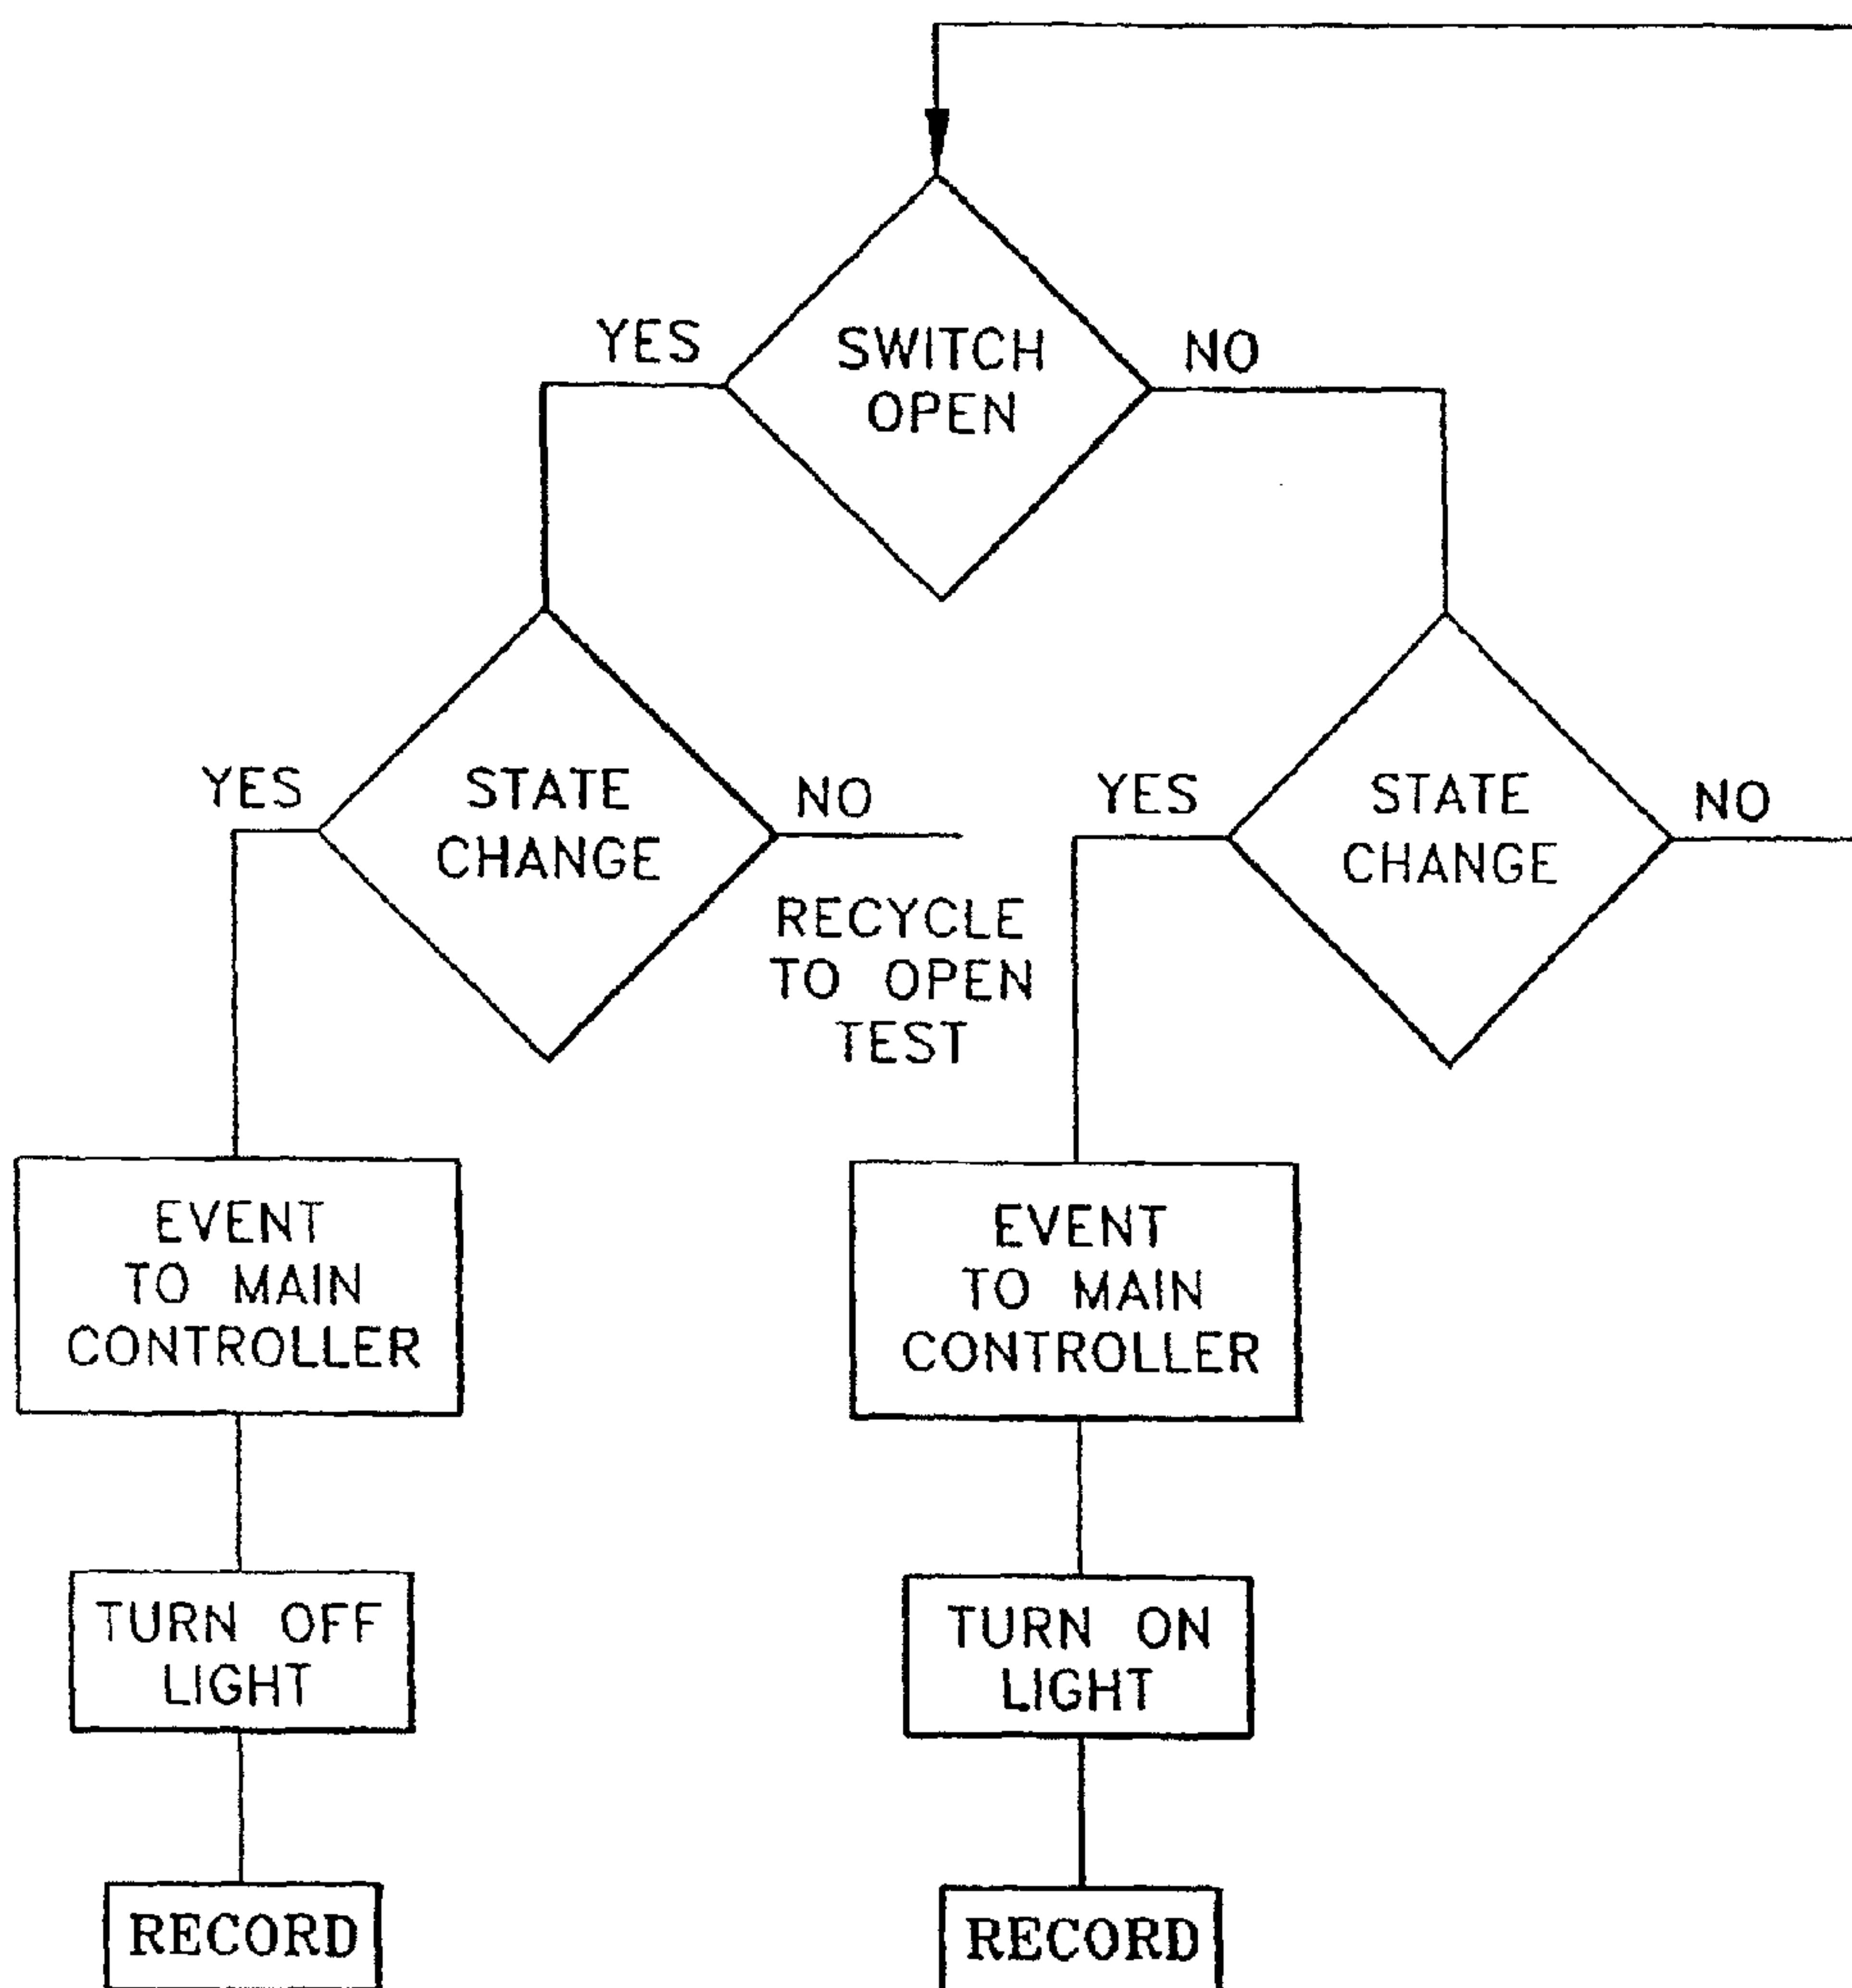 YES
SWITCH
OPEN
NO
YES
STATE
CHANGE
NO
RECYCLE
TO OPEN
TEST
YES
STATE
CHANGE
NO
EVENT
TO MAIN
CONTROLLER
EVENT
TO MAIN
CONTROLLER
TURN OFF
LIGHT
TURN ON
LIGHT
RECORD
RECORD